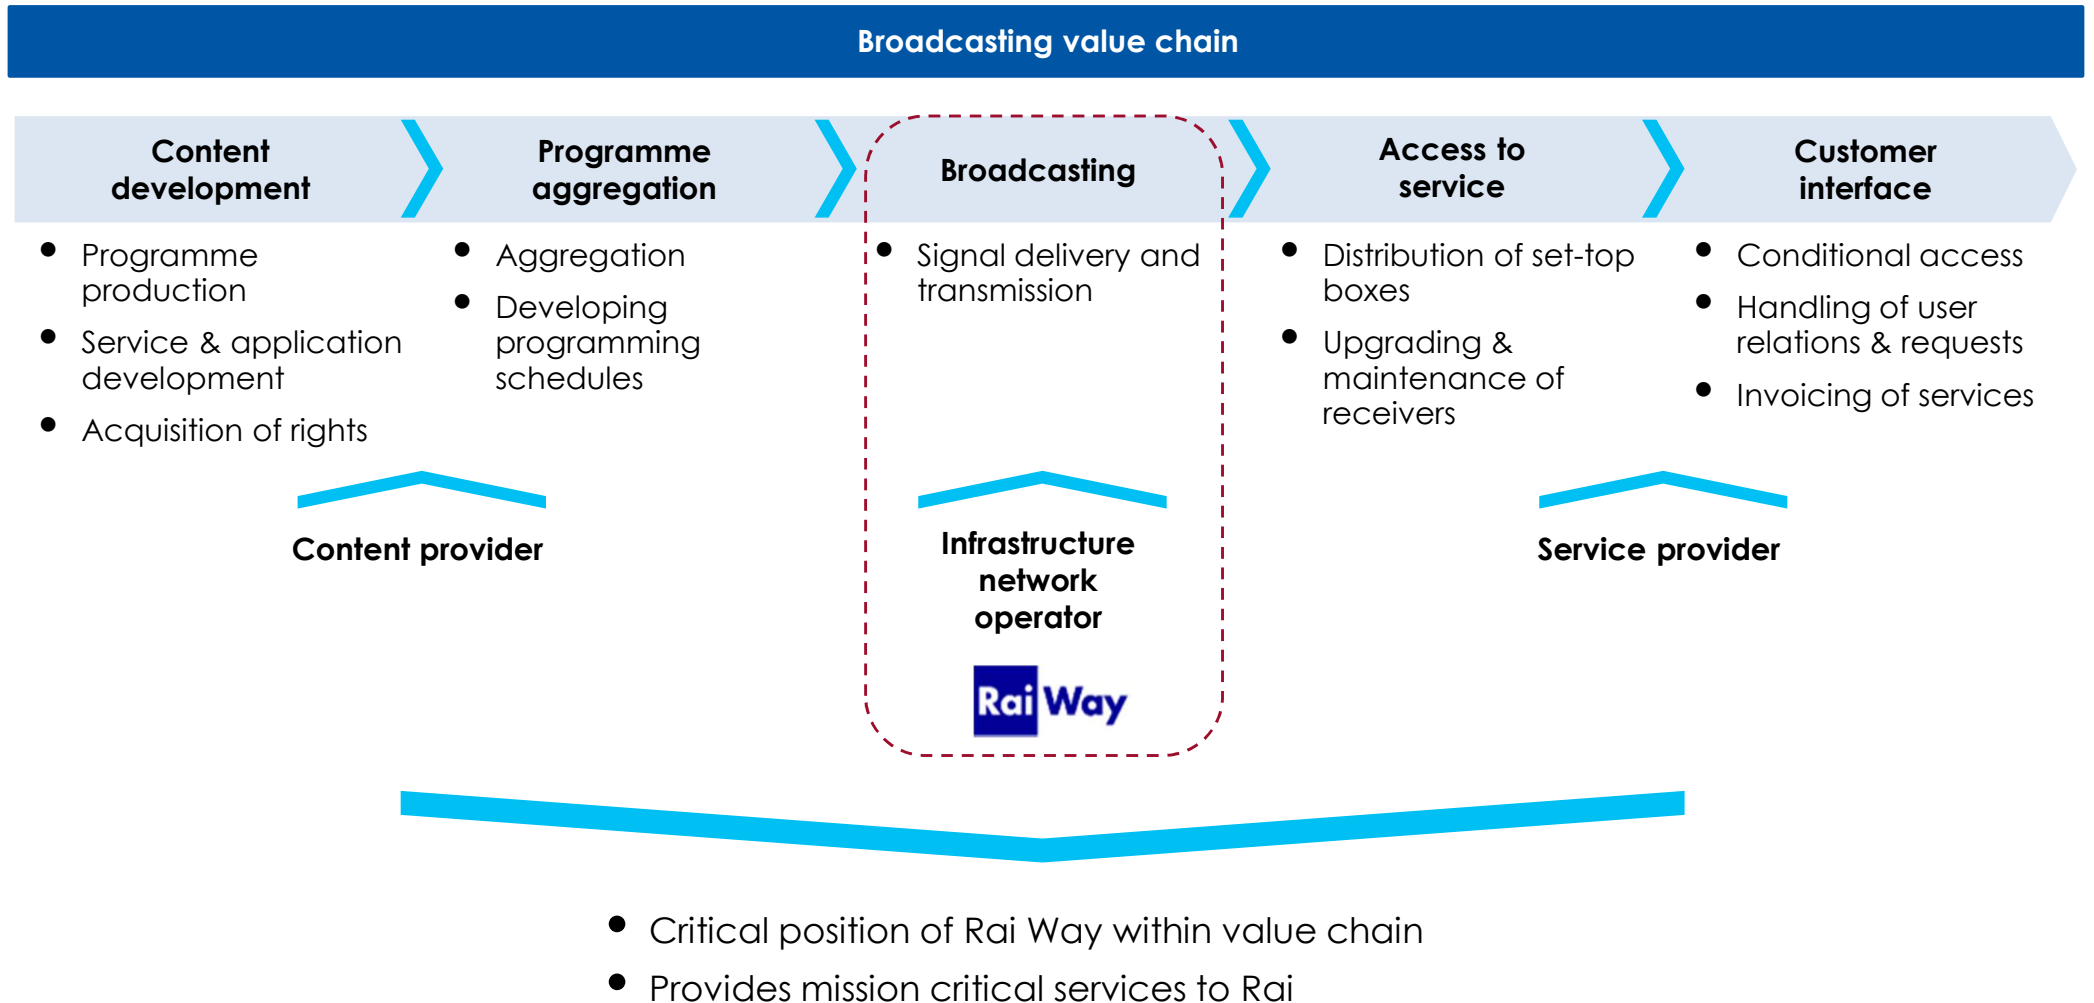 Broadcasting value chain
Content
development
Programme
aggregation
Broadcasting
Access to
service
Customer
interface
• Programme
production
• Service & application
development
• Acquisition of rights
• Aggregation
• Developing
programming
schedules
• Signal delivery and
transmission
• Distribution of set-top
boxes
• Upgrading &
maintenance of
receivers
• Conditional access
• Handling of user
relations & requests
• Invoicing of services
Content provider
Infrastructure
network
operator
Rai Way
Service provider
• Critical position of Rai Way within value chain
• Provides mission critical services to Rai